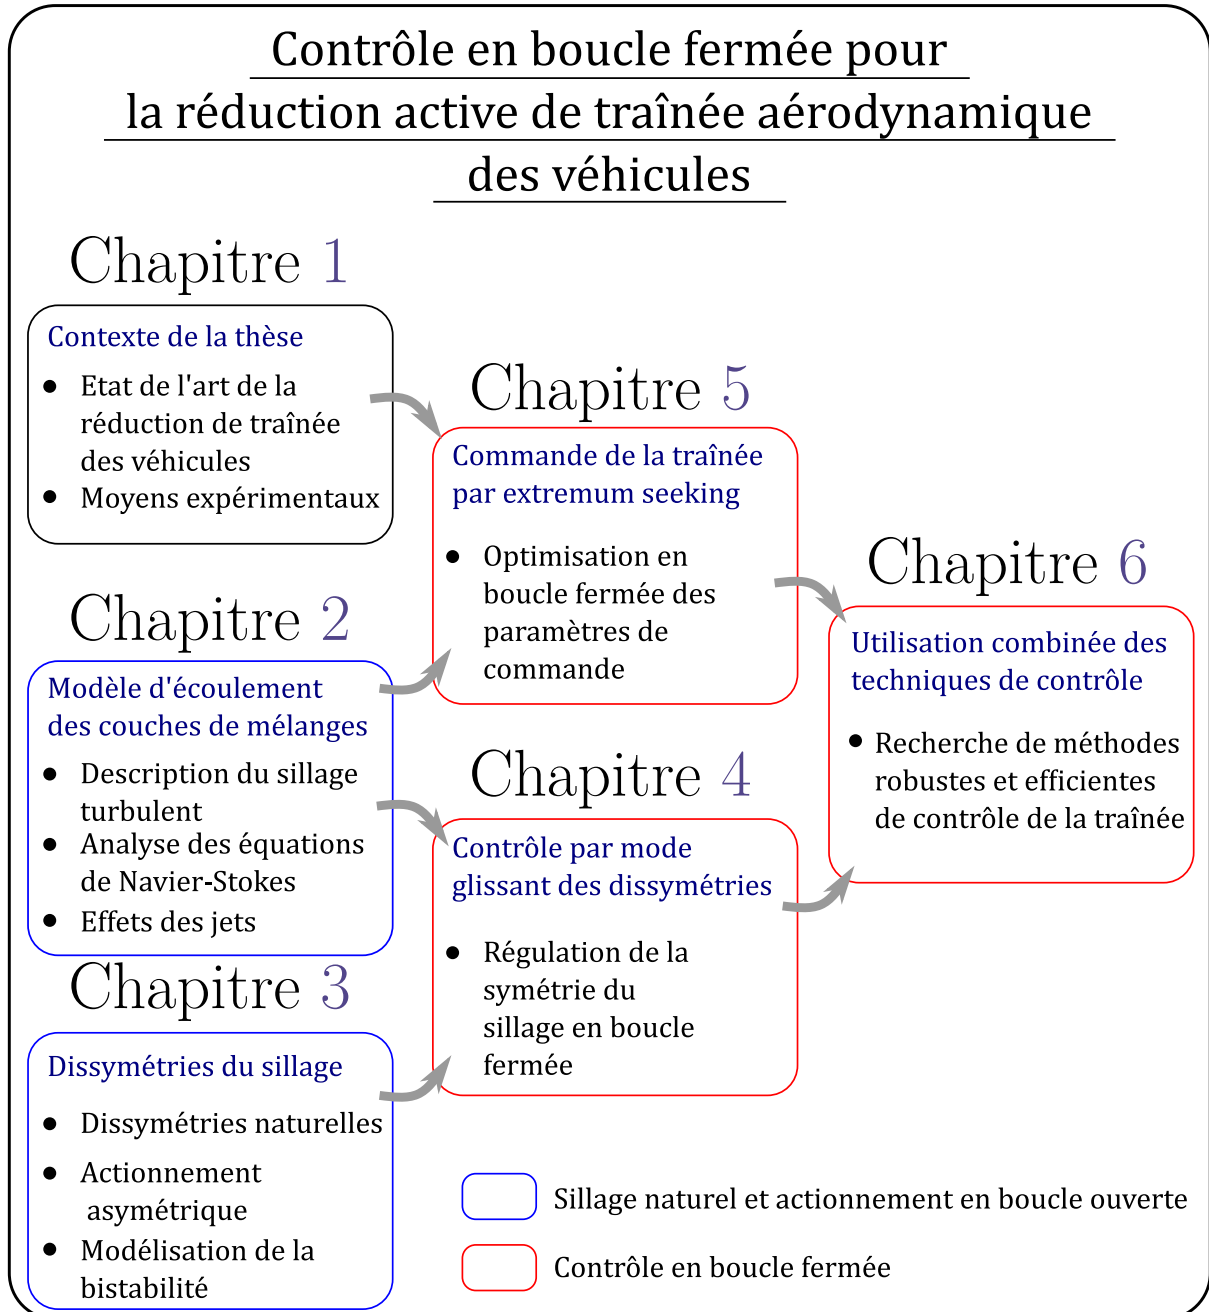 Contrôle en boucle fermée pour
la réduction active de traînée aérodynamique
des véhicules
Chapitre 1
Contexte de la thèse
● Etat de l'art de la
réduction de traînée
des véhicules
● Moyens expérimentaux
Chapitre 2
Modèle d'écoulement
des couches de mélanges
● Description du sillage
turbulent
● Analyse des équations
de Navier-Stokes
● Effets des jets
Chapitre 3
Dissymétries du sillage
● Dissymétries naturelles
● Actionnement
asymétrique
● Modélisation de la
bistabilité
Chapitre 5
Commande de la traînée
par extremum seeking
● Optimisation en
boucle fermée des
paramètres de
commande
Chapitre 4
Contrôle par mode
glissant des dissymétries
● Régulation de la
symétrie du
sillage en boucle
fermée
Chapitre 6
Utilisation combinée des
techniques de contrôle
● Recherche de méthodes
robustes et efficientes
de contrôle de la traînée
Sillage naturel et actionnement en boucle ouverte
Contrôle en boucle fermée